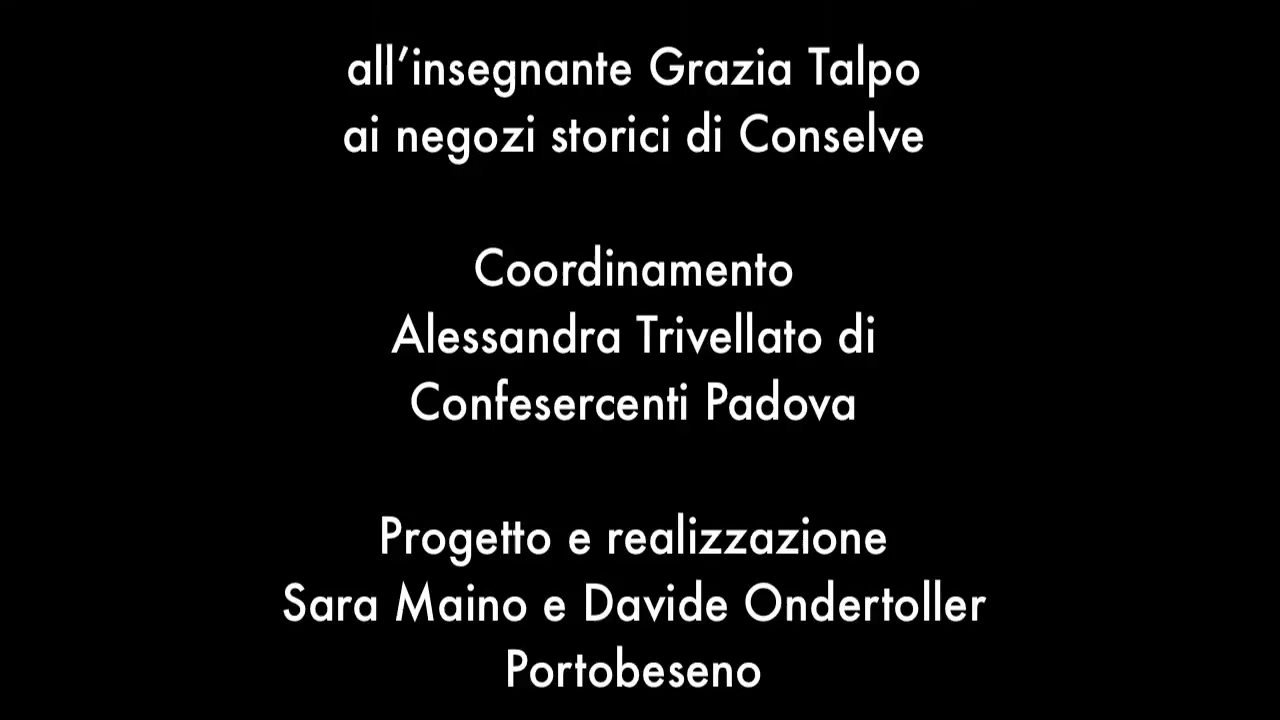 all’insegnante Grazia Talpo
ai negozi storici di Conselve
Coordinamento
Alessandra Trivellato di
Confesercenti Padova
Progetto e realizzazione
Sara Maino e Davide Ondertoller
Portobeseno